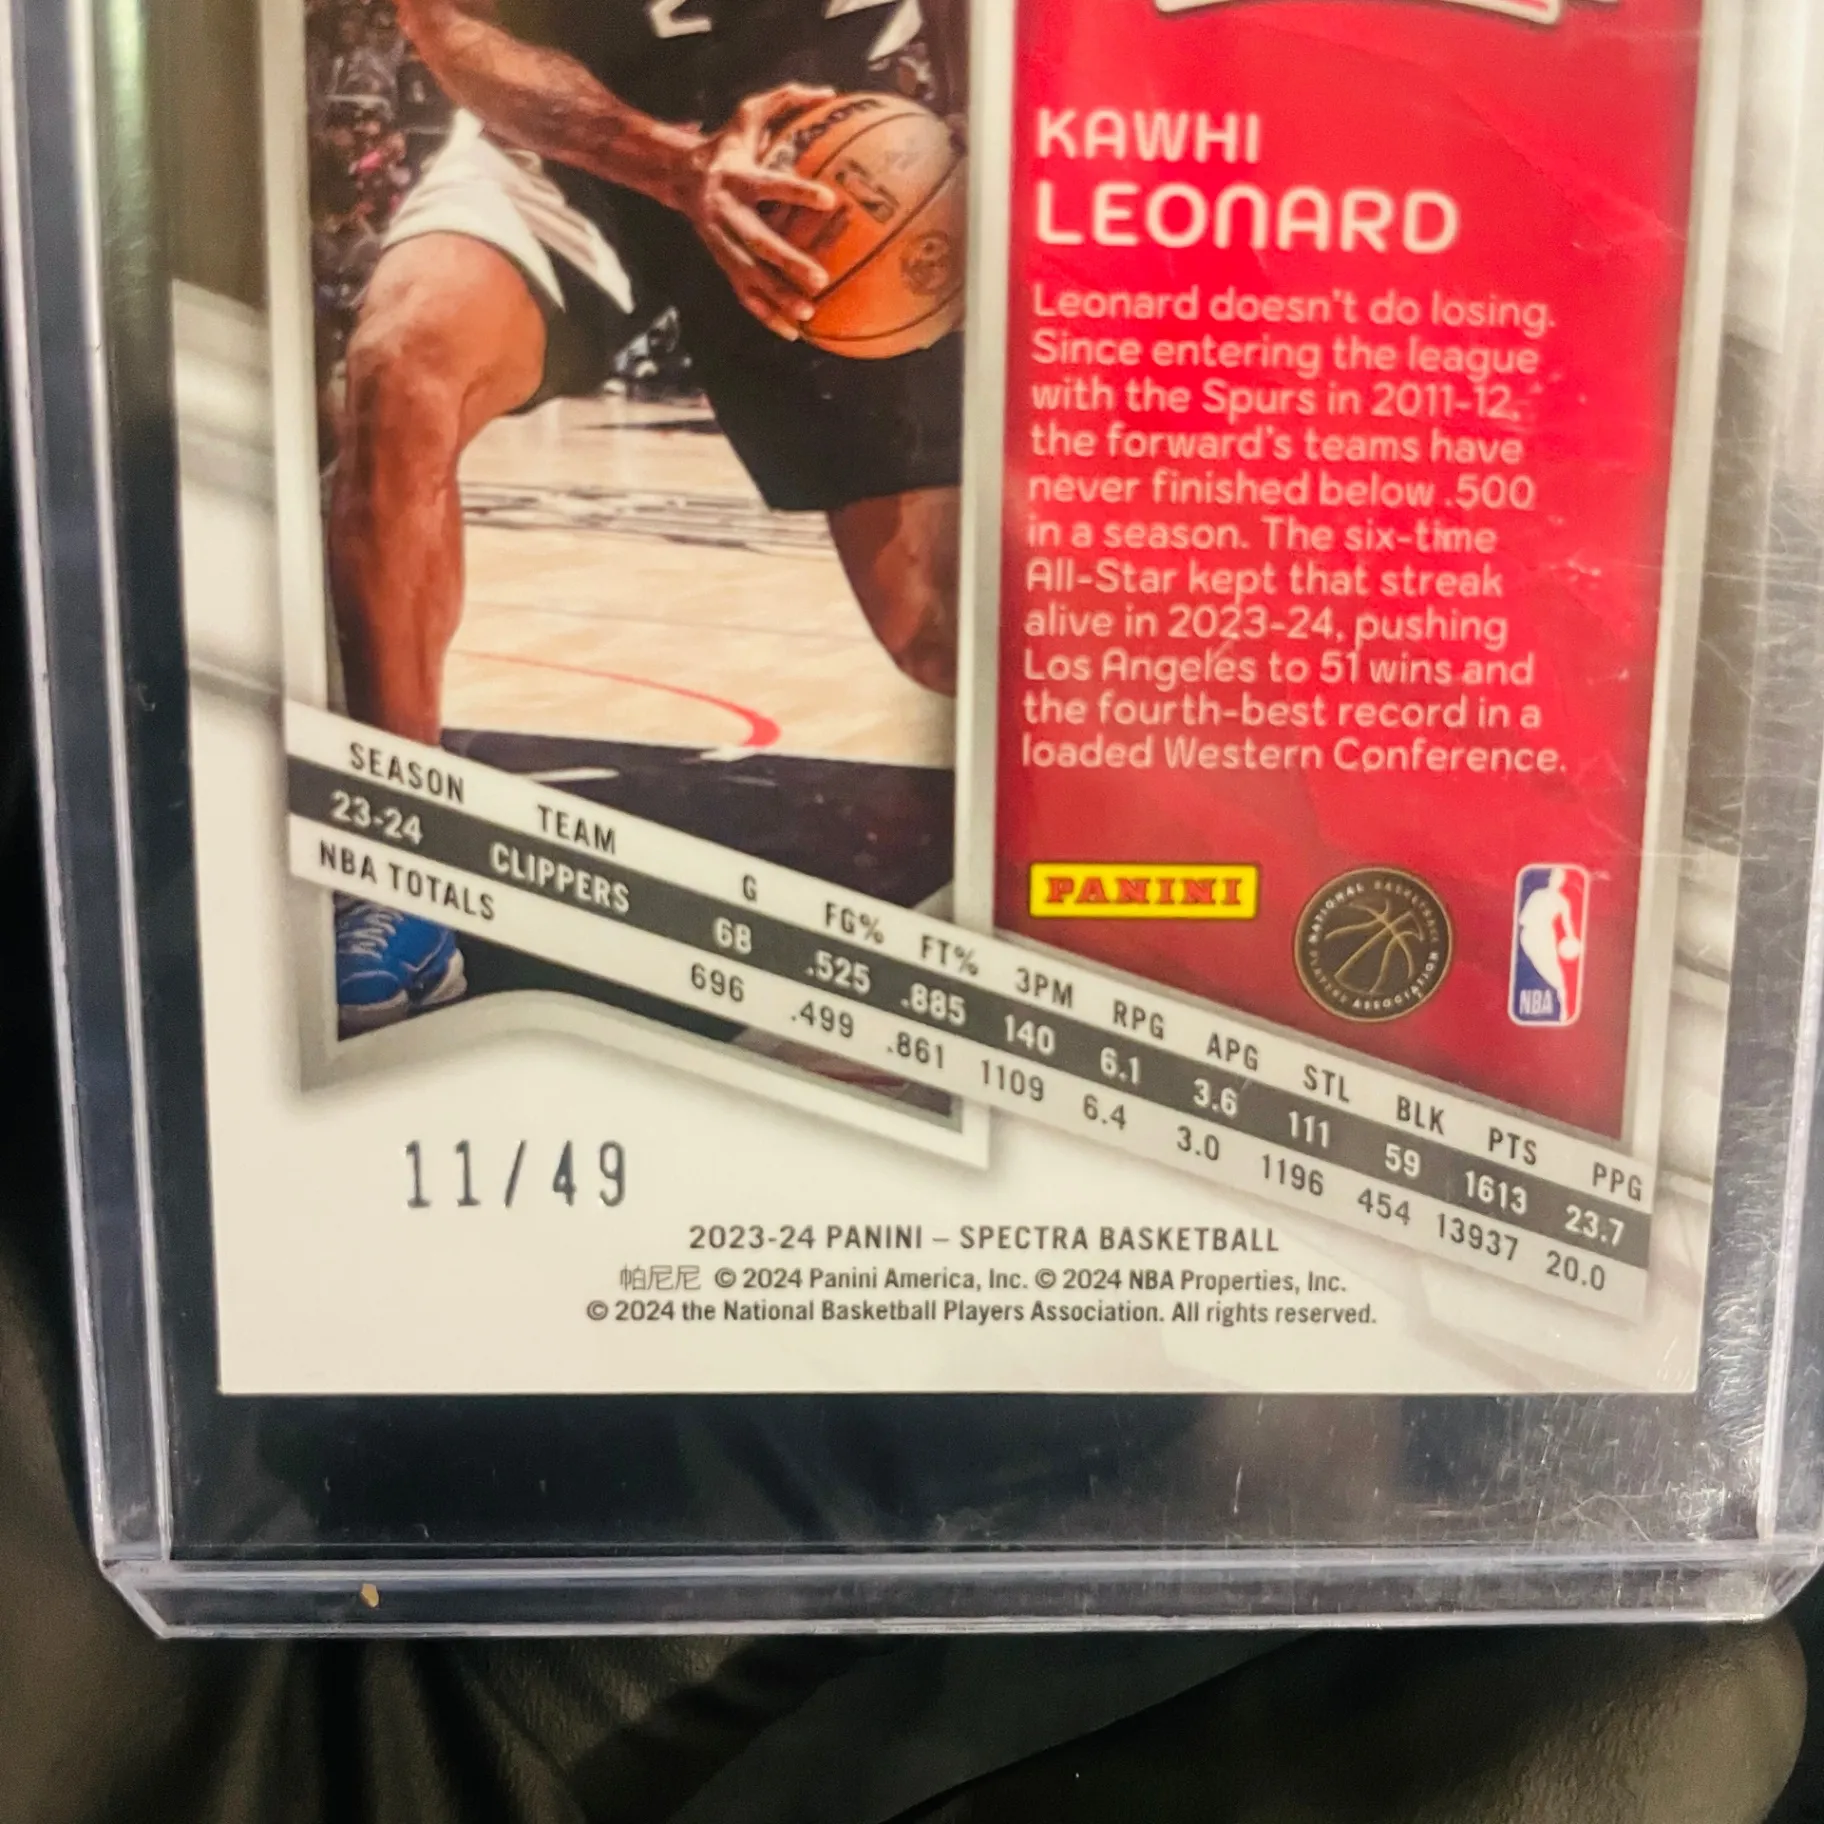 KAWHI
LEONARD
Leonard doesn't do losing.
Since entering the league
with the Spurs in 2011-12,
the forward's teams have
never finished below .500
in a season. The six-time
All-Star kept that streak
alive in 2023-24, pushing
Los Angeles to 51 wins and
the fourth-best record in a
loaded Western Conference.
PANINI
NATIONAL BASKETBALL PLAYERS ASSOCIATION
NBA
SEASON TEAM G FG% FT% 3PM RPG APG STL BLK PTS PPG
23-24 CLIPPERS 68 .525 .885 140 6.1 3.6 111 59 1613 23.7
NBA TOTALS 696 .499 .861 1109 6.4 3.0 1196 454 13937 20.0
11/49
2023-24 PANINI – SPECTRA BASKETBALL
帕尼尼 © 2024 Panini America, Inc. © 2024 NBA Properties, Inc.
© 2024 the National Basketball Players Association. All rights reserved.